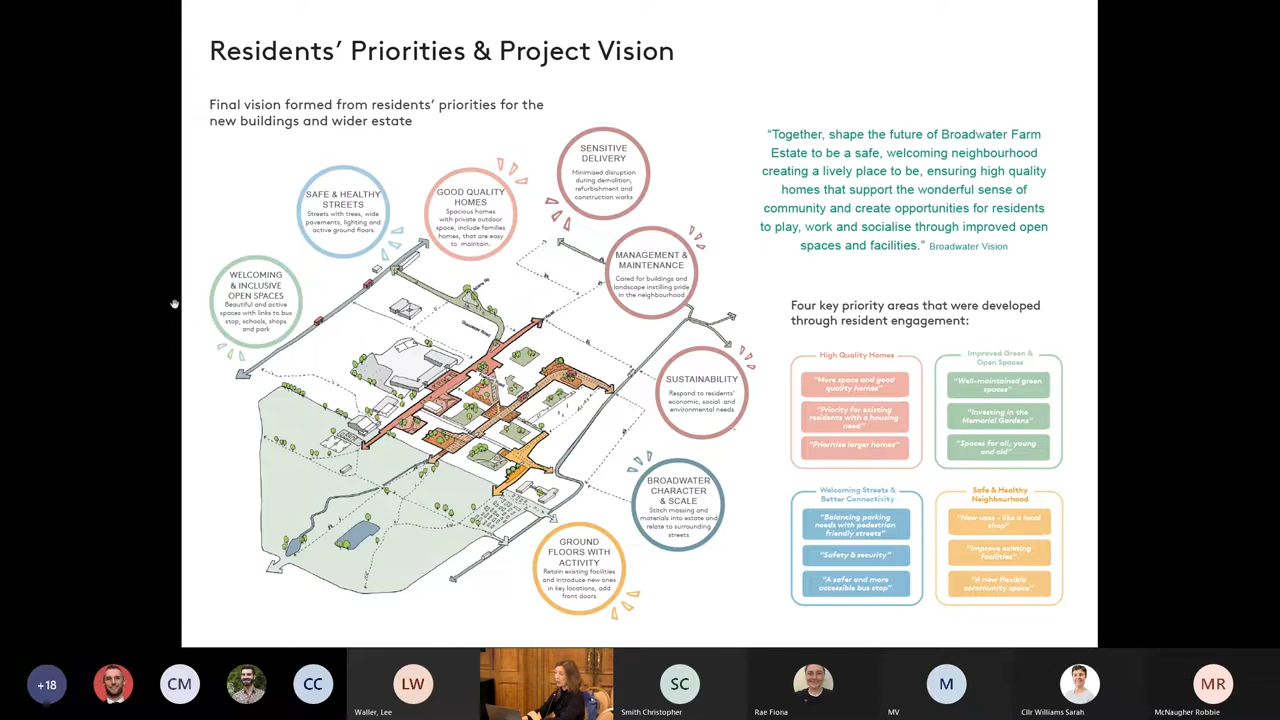 Residents' Priorities & Project Vision
Final vision formed from residents' priorities for the
new buildings and wider estate
SENSITIVE
DELIVERY
Minimised disruption
during demolition,
refurbishment and
construction works
SAFE & HEALTHY
STREETS
Streets with trees, wide
pavements, lighting and
active ground floors
GOOD QUALITY
HOMES
Spacious homes
with private outdoor
space, include families
homes, that are easy
to maintain.
MANAGEMENT &
MAINTENANCE
Cared for buildings and
landscape instilling pride
in the neighbourhood
WELCOMING
& INCLUSIVE
OPEN SPACES
Beautiful and active
spaces with links to bus
stop, schools, shops
and park
SUSTAINABILITY
Respond to residents'
economic, social and
environmental needs
BROADWATER
CHARACTER
& SCALE
Stitch massing and
materials into estate and
relate to surrounding
streets
GROUND
FLOORS WITH
ACTIVITY
Retain existing facilities
and introduce new ones
in key locations, add
front doors
"Together, shape the future of Broadwater Farm
Estate to be a safe, welcoming neighbourhood
creating a lively place to be, ensuring high quality
homes that support the wonderful sense of
community and create opportunities for residents
to play, work and socialise through improved open
spaces and facilities." Broadwater Vision
Four key priority areas that were developed
through resident engagement:
High Quality Homes
"More space and good
quality homes"
"Priority for existing
residents with a housing
need"
"Prioritise larger homes"
Improved Green &
Open Spaces
"Well-maintained green
spaces"
"Investing in the
Memorial Gardens"
"Spaces for all, young
and old"
Welcoming Streets &
Better Connectivity
"Balancing parking
needs with pedestrian
friendly streets"
"Safety & security"
"A safer and more
accessible bus stop"
Safe & Healthy
Neighbourhood
"New uses - like a local
shop"
"Improve existing
facilities"
"A new flexible
community space"
+18
CM
CC
LW
SC
M
MR
Waller, Lee
Smith Christopher
Rae Fiona
MV
Cllr Williams Sarah
McNaugher Robbie